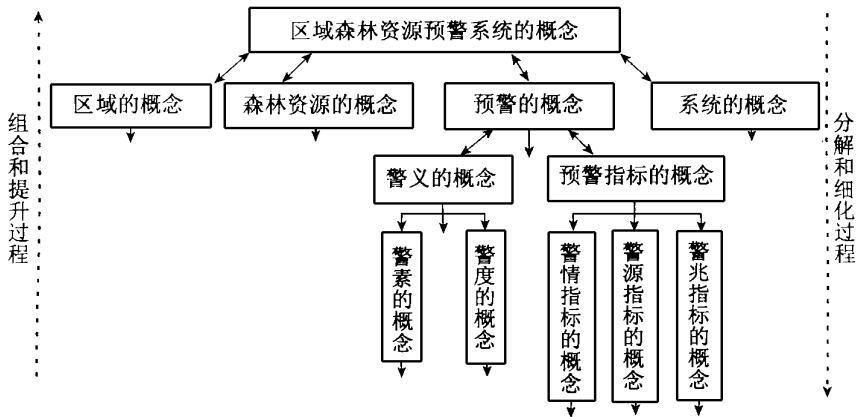 区域森林资源预警系统的概念
区域的概念
森林资源的概念
预警的概念
系统的概念
组合和提升过程
分解和细化过程
警义的概念
预警指标的概念
警素的概念
警度的概念
警情指标的概念
警源指标的概念
警兆指标的概念